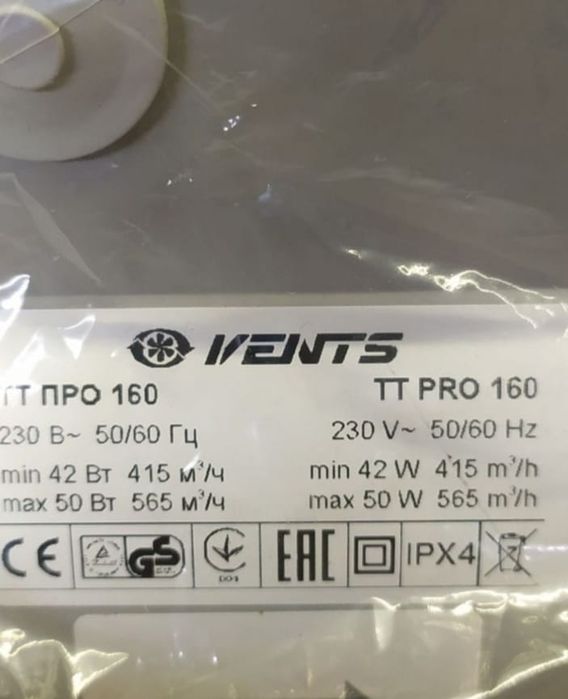 VENTS
ТТ ПРО 160
TT PRO 160
230 В~ 50/60 Гц
230 V~ 50/60 Hz
min 42 Вт 415 м³/ч
min 42 W 415 m³/h
max 50 Вт 565 м³/ч
max 50 W 565 m³/h
CE GS EAC IPX4